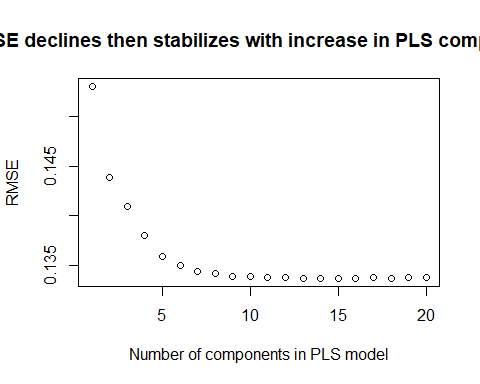 SE declines then stabilizes with increase in PLS comp
RMSE
0.145
0.135
5
10
15
20
Number of components in PLS model